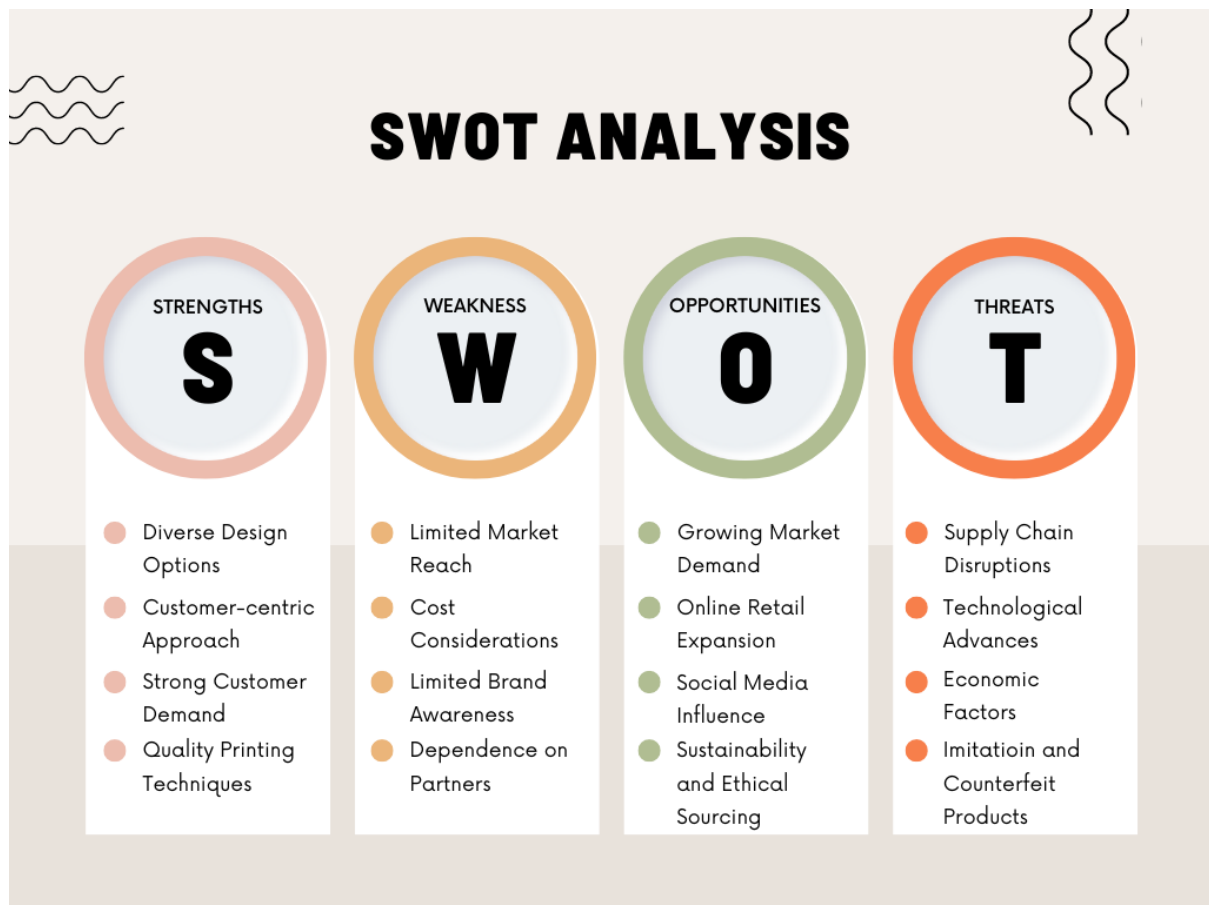 SWOT ANALYSIS
STRENGTHS
S
Diverse Design
Options
Customer-centric
Approach
Strong Customer
Demand
Quality Printing
Techniques
WEAKNESS
W
Limited Market
Reach
Cost
Considerations
Limited Brand
Awareness
Dependence on
Partners
OPPORTUNITIES
O
Growing Market
Demand
Online Retail
Expansion
Social Media
Influence
Sustainability
and Ethical
Sourcing
THREATS
T
Supply Chain
Disruptions
Technological
Advances
Economic
Factors
Imitatioin and
Counterfeit
Products